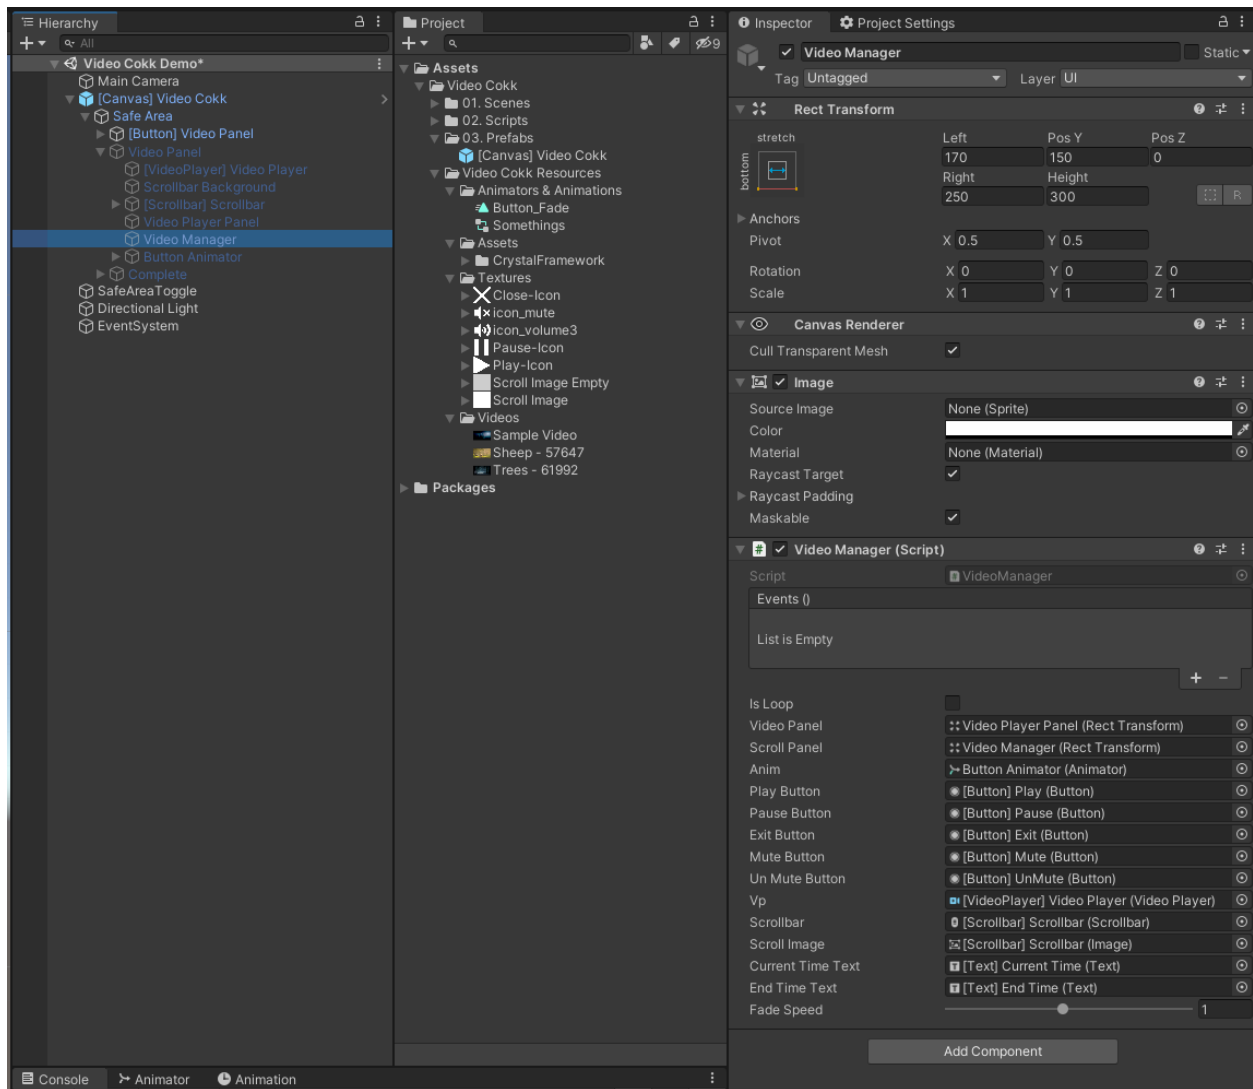 Hierarchy
All
Video Cokk Demo*
Main Camera
[Canvas] Video Cokk
Safe Area
[Button] Video Panel
Video Panel
[VideoPlayer] Video Player
Scrollbar Background
[Scrollbar] Scrollbar
Video Player Panel
Video Manager
Button Animator
Complete
SafeAreaToggle
Directional Light
EventSystem
Project
9
Assets
Video Cokk
01. Scenes
02. Scripts
03. Prefabs
[Canvas] Video Cokk
Video Cokk Resources
Animators & Animations
Button_Fade
Somethings
Assets
CrystalFramework
Textures
Close-Icon
icon_mute
icon_volume3
Pause-Icon
Play-Icon
Scroll Image Empty
Scroll Image
Videos
Sample Video
Sheep - 57647
Trees - 61992
Packages
Inspector Project Settings
Video Manager Static
Tag Untagged Layer UI
Rect Transform
stretch Left Pos Y Pos Z
bottom 170 150 0
Right Height
250 300 R
Anchors
Pivot X 0.5 Y 0.5
Rotation X 0 Y 0 Z 0
Scale X 1 Y 1 Z 1
Canvas Renderer
Cull Transparent Mesh
Image
Source Image None (Sprite)
Color
Material None (Material)
Raycast Target
Raycast Padding
Maskable
# Video Manager (Script)
Script VideoManager
Events ()
List is Empty
Is Loop
Video Panel Video Player Panel (Rect Transform)
Scroll Panel Video Manager (Rect Transform)
Anim Button Animator (Animator)
Play Button [Button] Play (Button)
Pause Button [Button] Pause (Button)
Exit Button [Button] Exit (Button)
Mute Button [Button] Mute (Button)
Un Mute Button [Button] UnMute (Button)
Vp [VideoPlayer] Video Player (Video Player)
Scrollbar [Scrollbar] Scrollbar (Scrollbar)
Scroll Image [Scrollbar] Scrollbar (Image)
Current Time Text [Text] Current Time (Text)
End Time Text [Text] End Time (Text)
Fade Speed 1
Add Component
Console Animator Animation